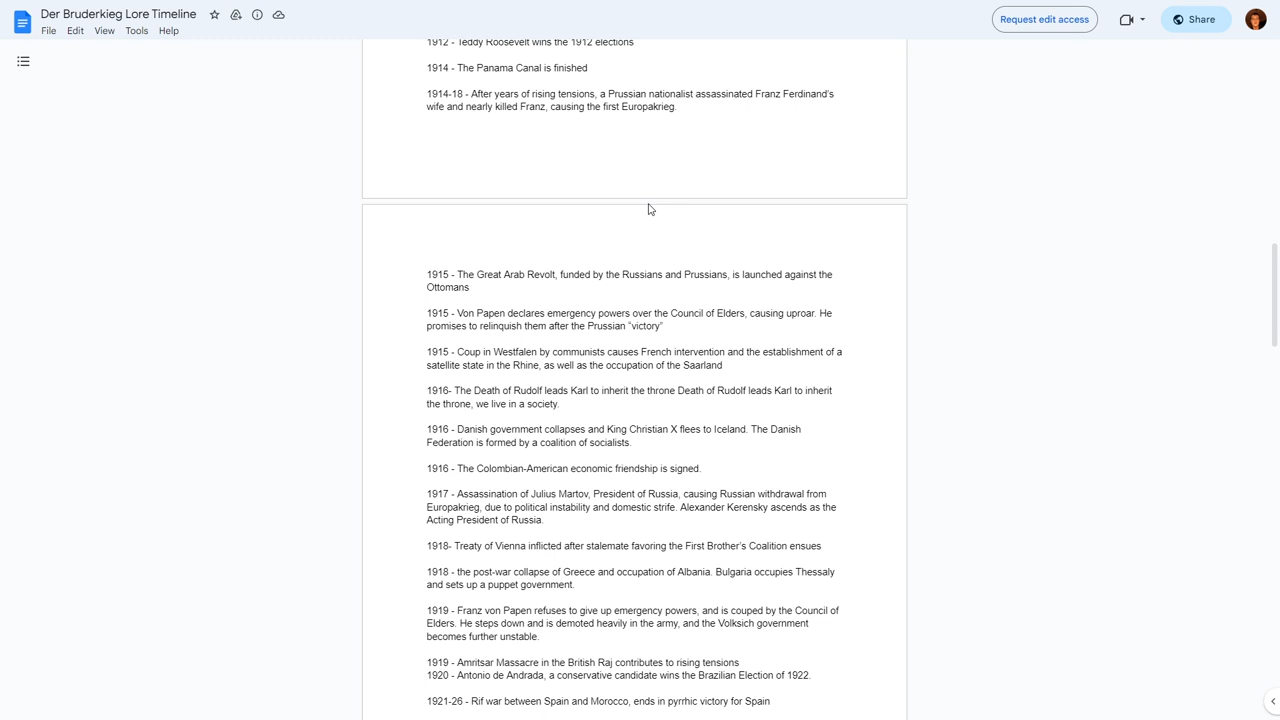 Der Bruderkieg Lore Timeline
File Edit View Tools Help
Request edit access
Share
1912 - Teddy Roosevelt wins the 1912 elections
1914 - The Panama Canal is finished
1914-18 - After years of rising tensions, a Prussian nationalist assassinated Franz Ferdinand's
wife and nearly killed Franz, causing the first Europakrieg.
1915 - The Great Arab Revolt, funded by the Russians and Prussians, is launched against the
Ottomans
1915 - Von Papen declares emergency powers over the Council of Elders, causing uproar. He
promises to relinquish them after the Prussian "victory"
1915 - Coup in Westfalen by communists causes French intervention and the establishment of a
satellite state in the Rhine, as well as the occupation of the Saarland
1916- The Death of Rudolf leads Karl to inherit the throne Death of Rudolf leads Karl to inherit
the throne, we live in a society.
1916 - Danish government collapses and King Christian X flees to Iceland. The Danish
Federation is formed by a coalition of socialists.
1916 - The Colombian-American economic friendship is signed.
1917 - Assassination of Julius Martov, President of Russia, causing Russian withdrawal from
Europakrieg, due to political instability and domestic strife. Alexander Kerensky ascends as the
Acting President of Russia.
1918- Treaty of Vienna inflicted after stalemate favoring the First Brother's Coalition ensues
1918 - the post-war collapse of Greece and occupation of Albania. Bulgaria occupies Thessaly
and sets up a puppet government.
1919 - Franz von Papen refuses to give up emergency powers, and is couped by the Council of
Elders. He steps down and is demoted heavily in the army, and the Volksich government
becomes further unstable.
1919 - Amritsar Massacre in the British Raj contributes to rising tensions
1920 - Antonio de Andrada, a conservative candidate wins the Brazilian Election of 1922.
1921-26 - Rif war between Spain and Morocco, ends in pyrrhic victory for Spain